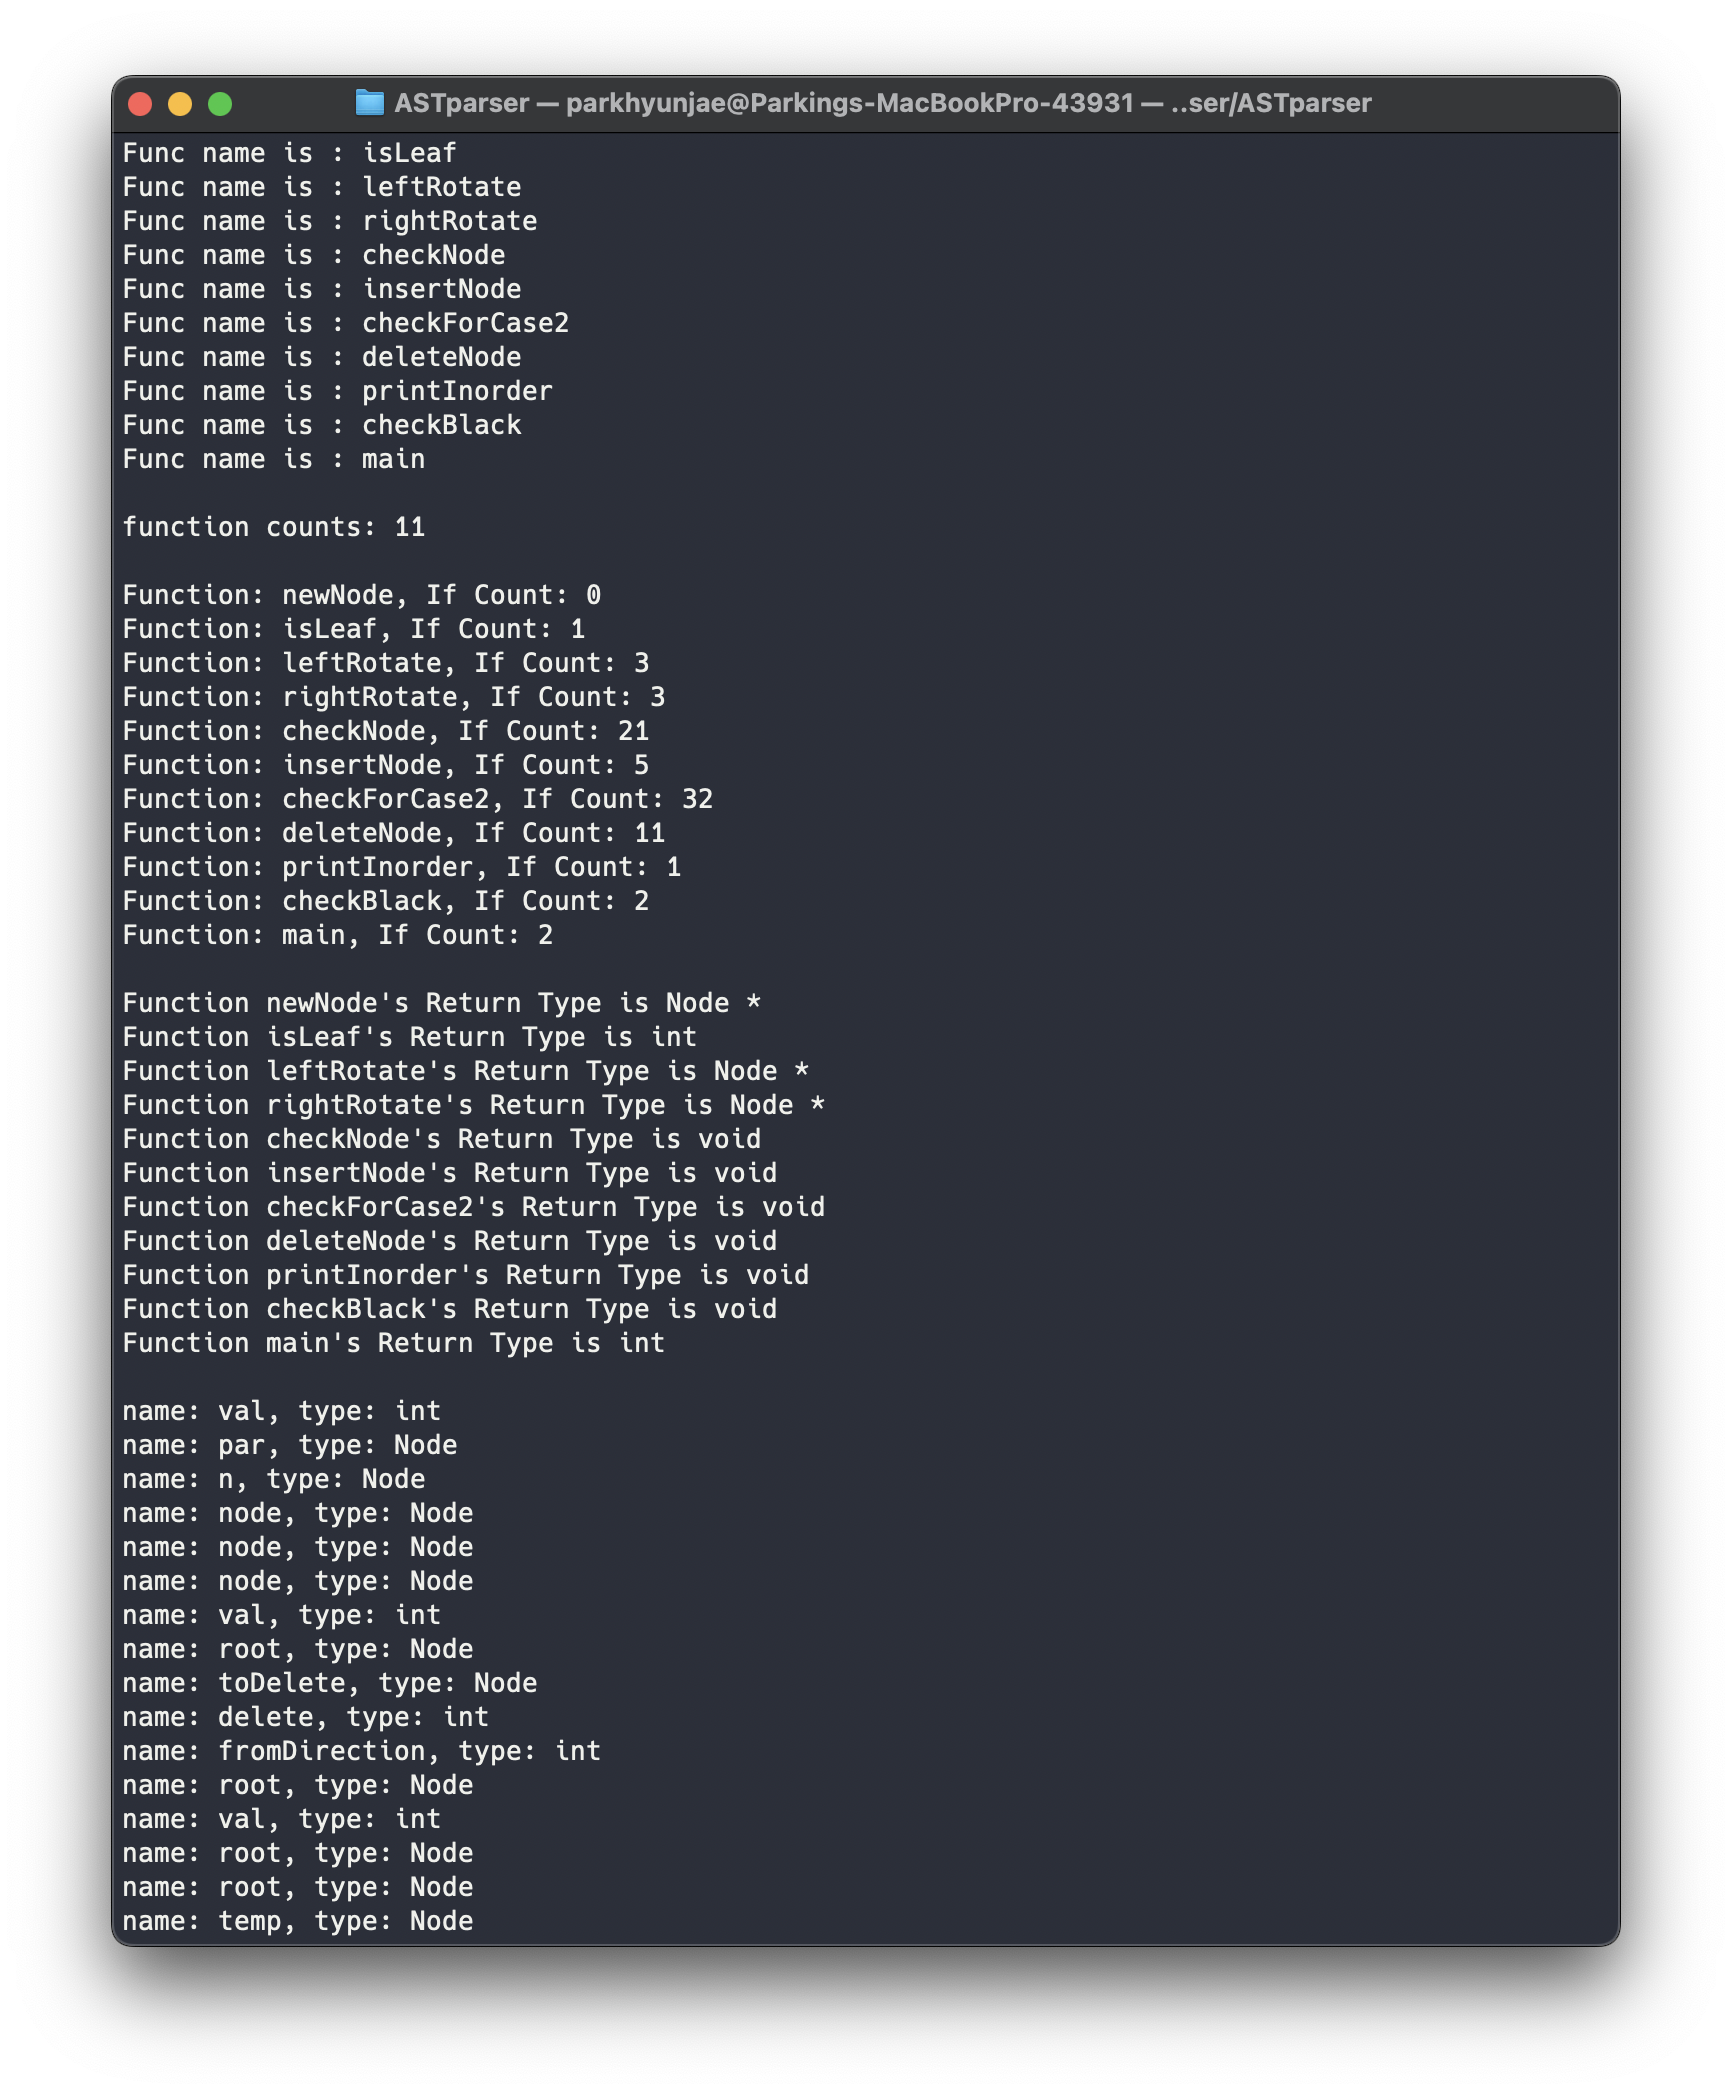 ASTparser — parkhyunjae@Parkings-MacBookPro-43931 — ..ser/ASTparser
Func name is : isLeaf
Func name is : leftRotate
Func name is : rightRotate
Func name is : checkNode
Func name is : insertNode
Func name is : checkForCase2
Func name is : deleteNode
Func name is : printInorder
Func name is : checkBlack
Func name is : main

function counts: 11

Function: newNode, If Count: 0
Function: isLeaf, If Count: 1
Function: leftRotate, If Count: 3
Function: rightRotate, If Count: 3
Function: checkNode, If Count: 21
Function: insertNode, If Count: 5
Function: checkForCase2, If Count: 32
Function: deleteNode, If Count: 11
Function: printInorder, If Count: 1
Function: checkBlack, If Count: 2
Function: main, If Count: 2

Function newNode's Return Type is Node *
Function isLeaf's Return Type is int
Function leftRotate's Return Type is Node *
Function rightRotate's Return Type is Node *
Function checkNode's Return Type is void
Function insertNode's Return Type is void
Function checkForCase2's Return Type is void
Function deleteNode's Return Type is void
Function printInorder's Return Type is void
Function checkBlack's Return Type is void
Function main's Return Type is int

name: val, type: int
name: par, type: Node
name: n, type: Node
name: node, type: Node
name: node, type: Node
name: node, type: Node
name: val, type: int
name: root, type: Node
name: toDelete, type: Node
name: delete, type: int
name: fromDirection, type: int
name: root, type: Node
name: val, type: int
name: root, type: Node
name: root, type: Node
name: temp, type: Node